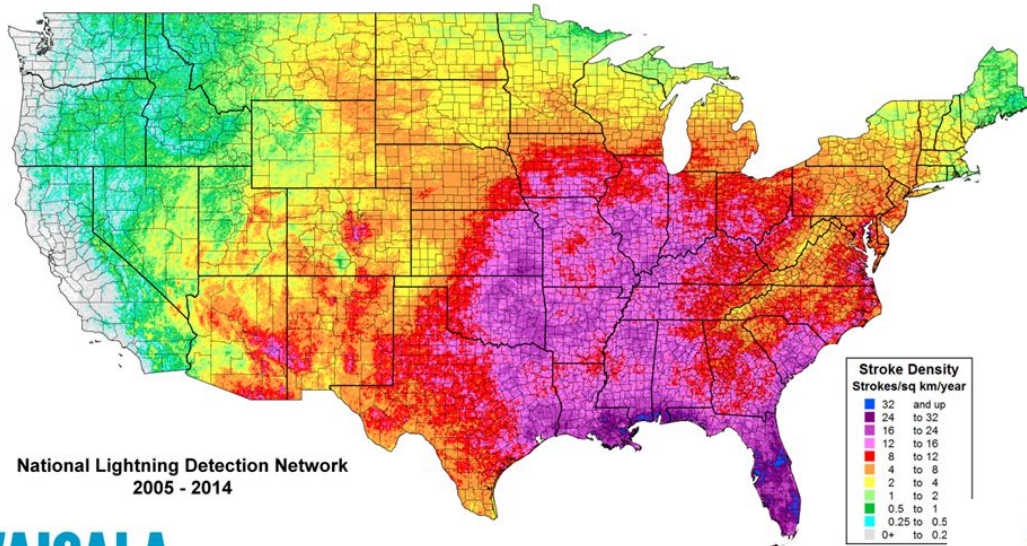 National Lightning Detection Network
2005 - 2014
Stroke Density
Strokes/sq km/year
32 and up
24 to 32
16 to 24
12 to 16
8 to 12
4 to 8
2 to 4
1 to 2
0.5 to 1
0.25 to 0.5
0+ to 0.2
VAISALA